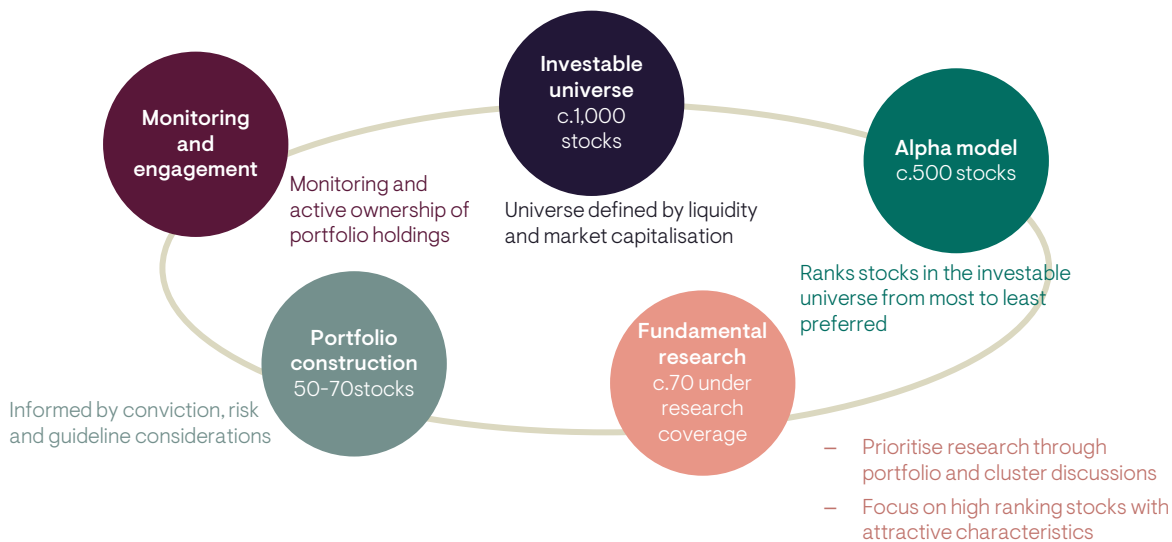 Investable
universe
c.1,000
stocks
Universe defined by liquidity
and market capitalisation
Alpha model
c.500 stocks
Ranks stocks in the investable
universe from most to least
preferred
Fundamental
research
c.70 under
research
coverage
– Prioritise research through
portfolio and cluster discussions
– Focus on high ranking stocks with
attractive characteristics
Portfolio
construction
50-70stocks
Informed by conviction, risk
and guideline considerations
Monitoring
and
engagement
Monitoring and
active ownership of
portfolio holdings